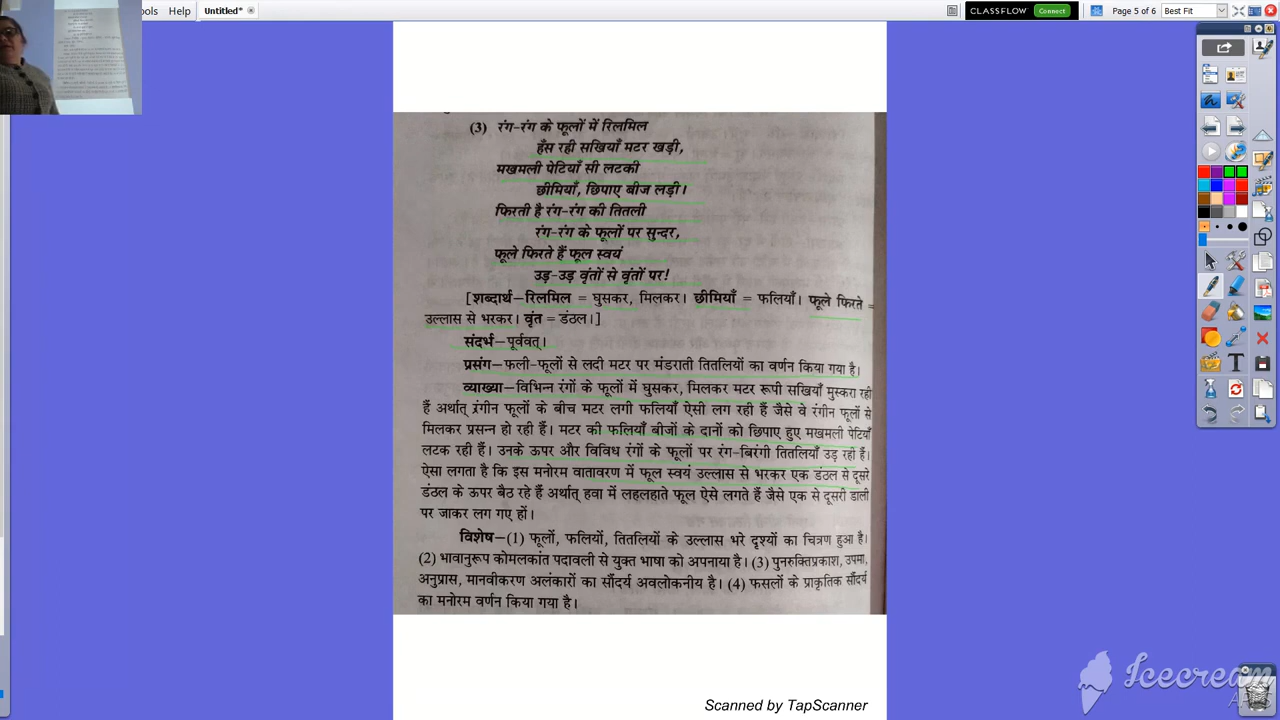 ols Help Untitled* CLASSFLOW Connect Page 5 of 6 Best Fit
(3) रंग-रंग के फूलों में रिलमिल
हँस रही सखियाँ मटर खड़ी,
मखमली पेटियाँ सी लटकी
छीमियाँ, छिपाए बीज लड़ी।
फिरती है रंग-रंग की तितली
रंग-रंग के फूलों पर सुन्दर,
फूले फिरते हैं फूल स्वयं
उड़-उड़ वृंतों से वृंतों पर!
[शब्दार्थ—रिलमिल = घुसकर, मिलकर। छीमियाँ = फलियाँ। फूले फिरते =
उल्लास से भरकर। वृंत = डंठल।]
संदर्भ—पूर्ववत्।
प्रसंग—फली-फूलों से लदी मटर पर मंडराती तितलियों का वर्णन किया गया है।
व्याख्या—विभिन्न रंगों के फूलों में घुसकर, मिलकर मटर रूपी सखियाँ मुस्करा रही
हैं अर्थात् रंगीन फूलों के बीच मटर लगी फलियाँ ऐसी लग रही हैं जैसे वे रंगीन फूलों से
मिलकर प्रसन्न हो रही हैं। मटर की फलियाँ बीजों के दानों को छिपाए हुए मखमली पेटियाँ
लटक रही हैं। उनके ऊपर और विविध रंगों के फूलों पर रंग-बिरंगी तितलियाँ उड़ रही हैं।
ऐसा लगता है कि इस मनोरम वातावरण में फूल स्वयं उल्लास से भरकर एक डंठल से दूसरे
डंठल के ऊपर बैठ रहे हैं अर्थात् हवा में लहलहाते फूल ऐसे लगते हैं जैसे एक से दूसरी डाली
पर जाकर लग गए हों।
विशेष—(1) फूलों, फलियों, तितलियों के उल्लास भरे दृश्यों का चित्रण हुआ है।
(2) भावानुरूप कोमलकांत पदावली से युक्त भाषा को अपनाया है। (3) पुनरुक्तिप्रकाश, उपमा,
अनुप्रास, मानवीकरण अलंकारों का सौंदर्य अवलोकनीय है। (4) फसलों के प्राकृतिक सौंदर्य
का मनोरम वर्णन किया गया है।
Icecream
APPS
Scanned by TapScanner